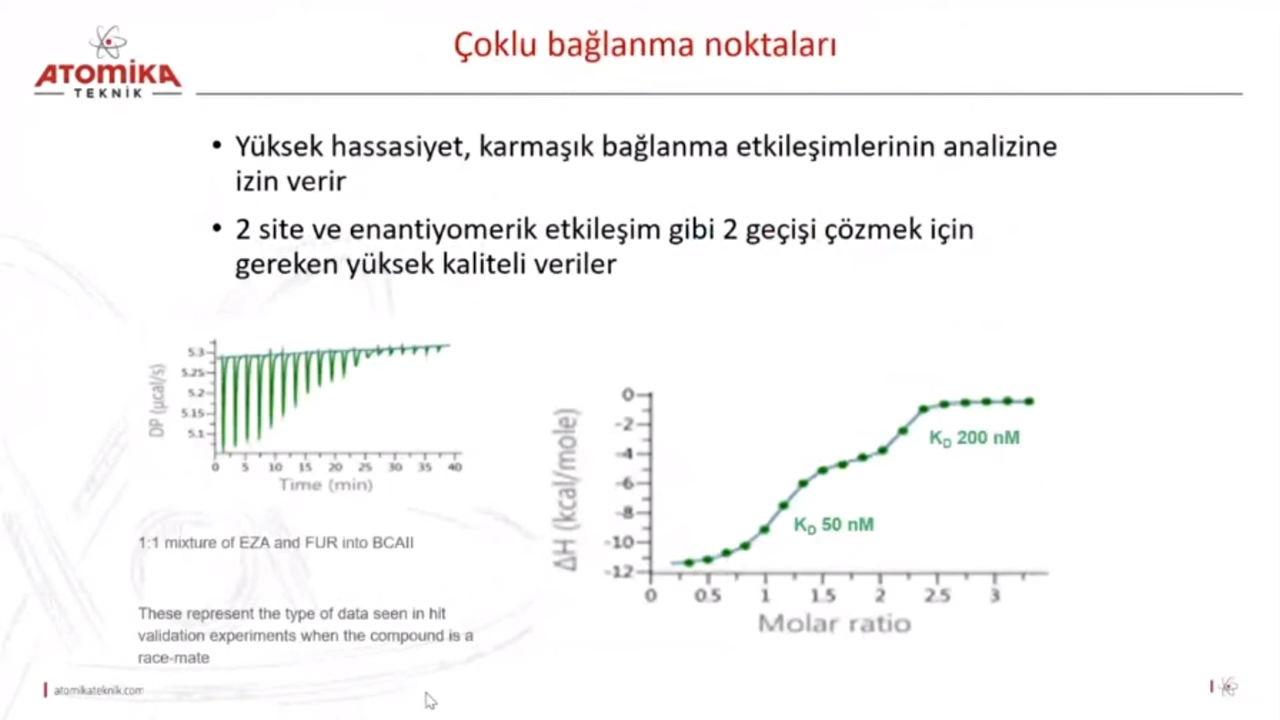 Çoklu bağlanma noktaları
ATOMİKA
TEKNİK
• Yüksek hassasiyet, karmaşık bağlanma etkileşimlerinin analizine
izin verir
• 2 site ve enantiyomerik etkileşim gibi 2 geçişi çözmek için
gereken yüksek kaliteli veriler
DP (µcal/s)
5.3
5.25
5.2
5.15
5.1
0 5 10 15 20 25 30 35 40
Time (min)
1:1 mixture of EZA and FUR into BCAII
These represent the type of data seen in hit
validation experiments when the compound is a
race-mate
ΔH (kcal/mole)
0
-2
-4
-6
-8
-10
-12
KD 200 nM
KD 50 nM
0 0.5 1 1.5 2 2.5 3
Molar ratio
atomikateknik.com